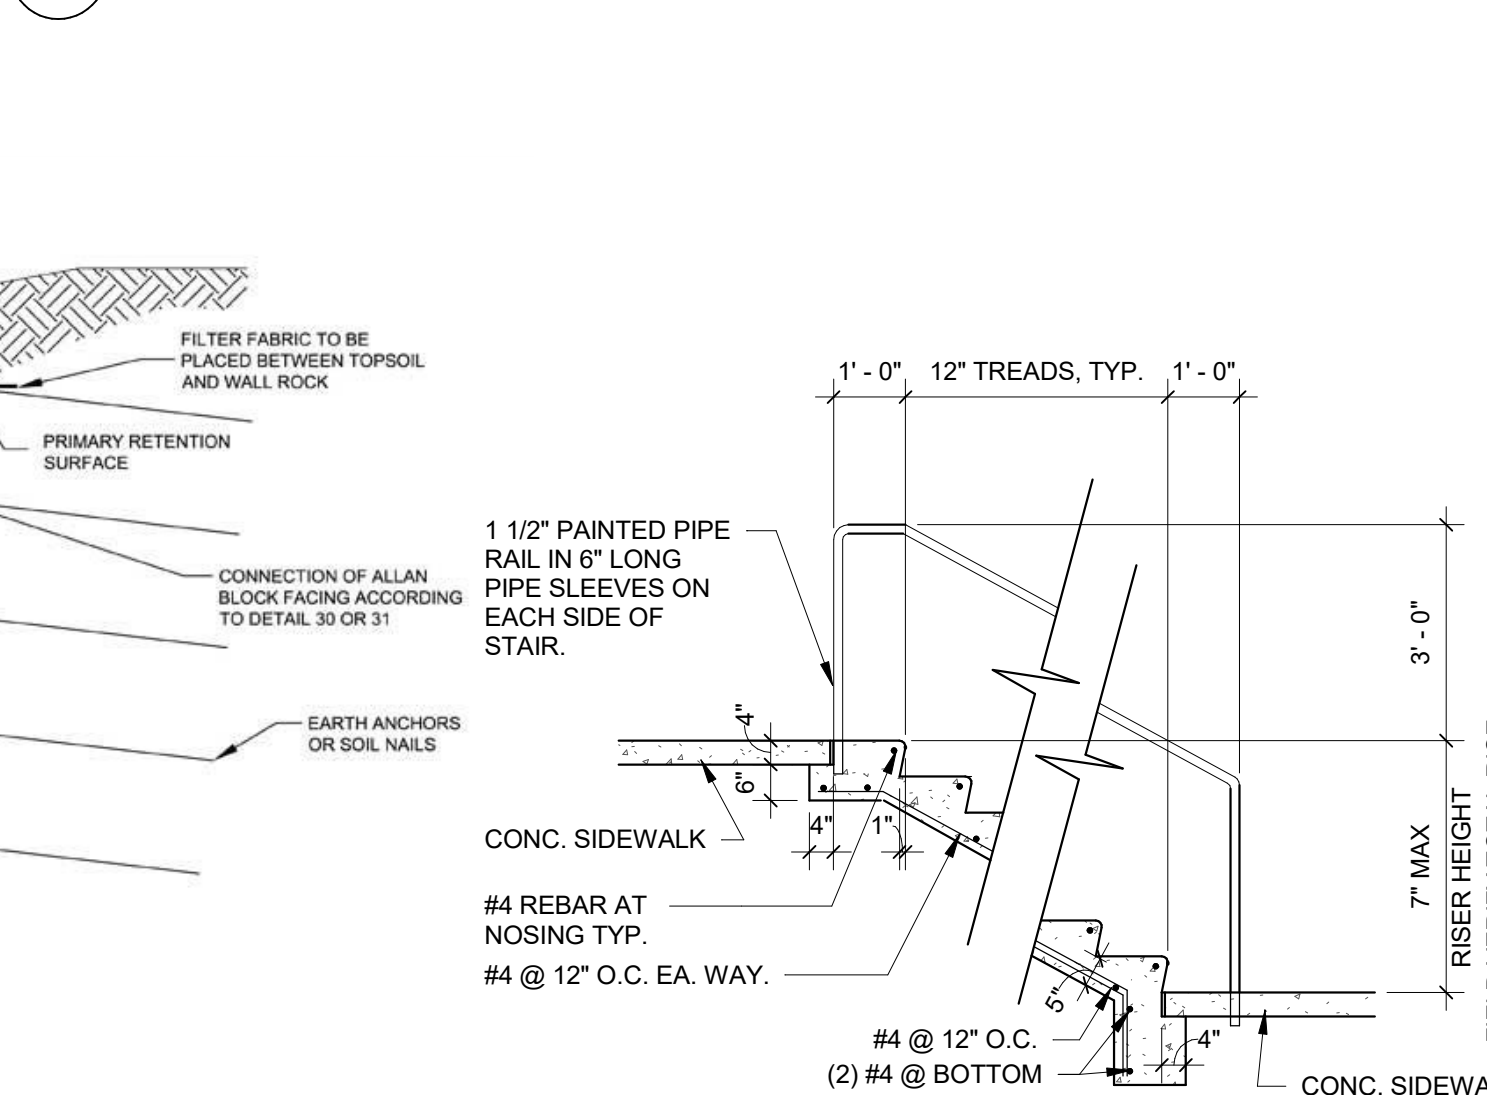 FILTER FABRIC TO BE
PLACED BETWEEN TOPSOIL
AND WALL ROCK
PRIMARY RETENTION
SURFACE
CONNECTION OF ALLAN
BLOCK FACING ACCORDING
TO DETAIL 30 OR 31
EARTH ANCHORS
OR SOIL NAILS
1' - 0"
12" TREADS, TYP.
1' - 0"
1 1/2" PAINTED PIPE
RAIL IN 6" LONG
PIPE SLEEVES ON
EACH SIDE OF
STAIR.
3' - 0"
4"
6"
4"
1"
CONC. SIDEWALK
#4 REBAR AT
NOSING TYP.
#4 @ 12" O.C. EA. WAY.
7" MAX
RISER HEIGHT
5"
#4 @ 12" O.C.
(2) #4 @ BOTTOM
4"
CONC. SIDEWA